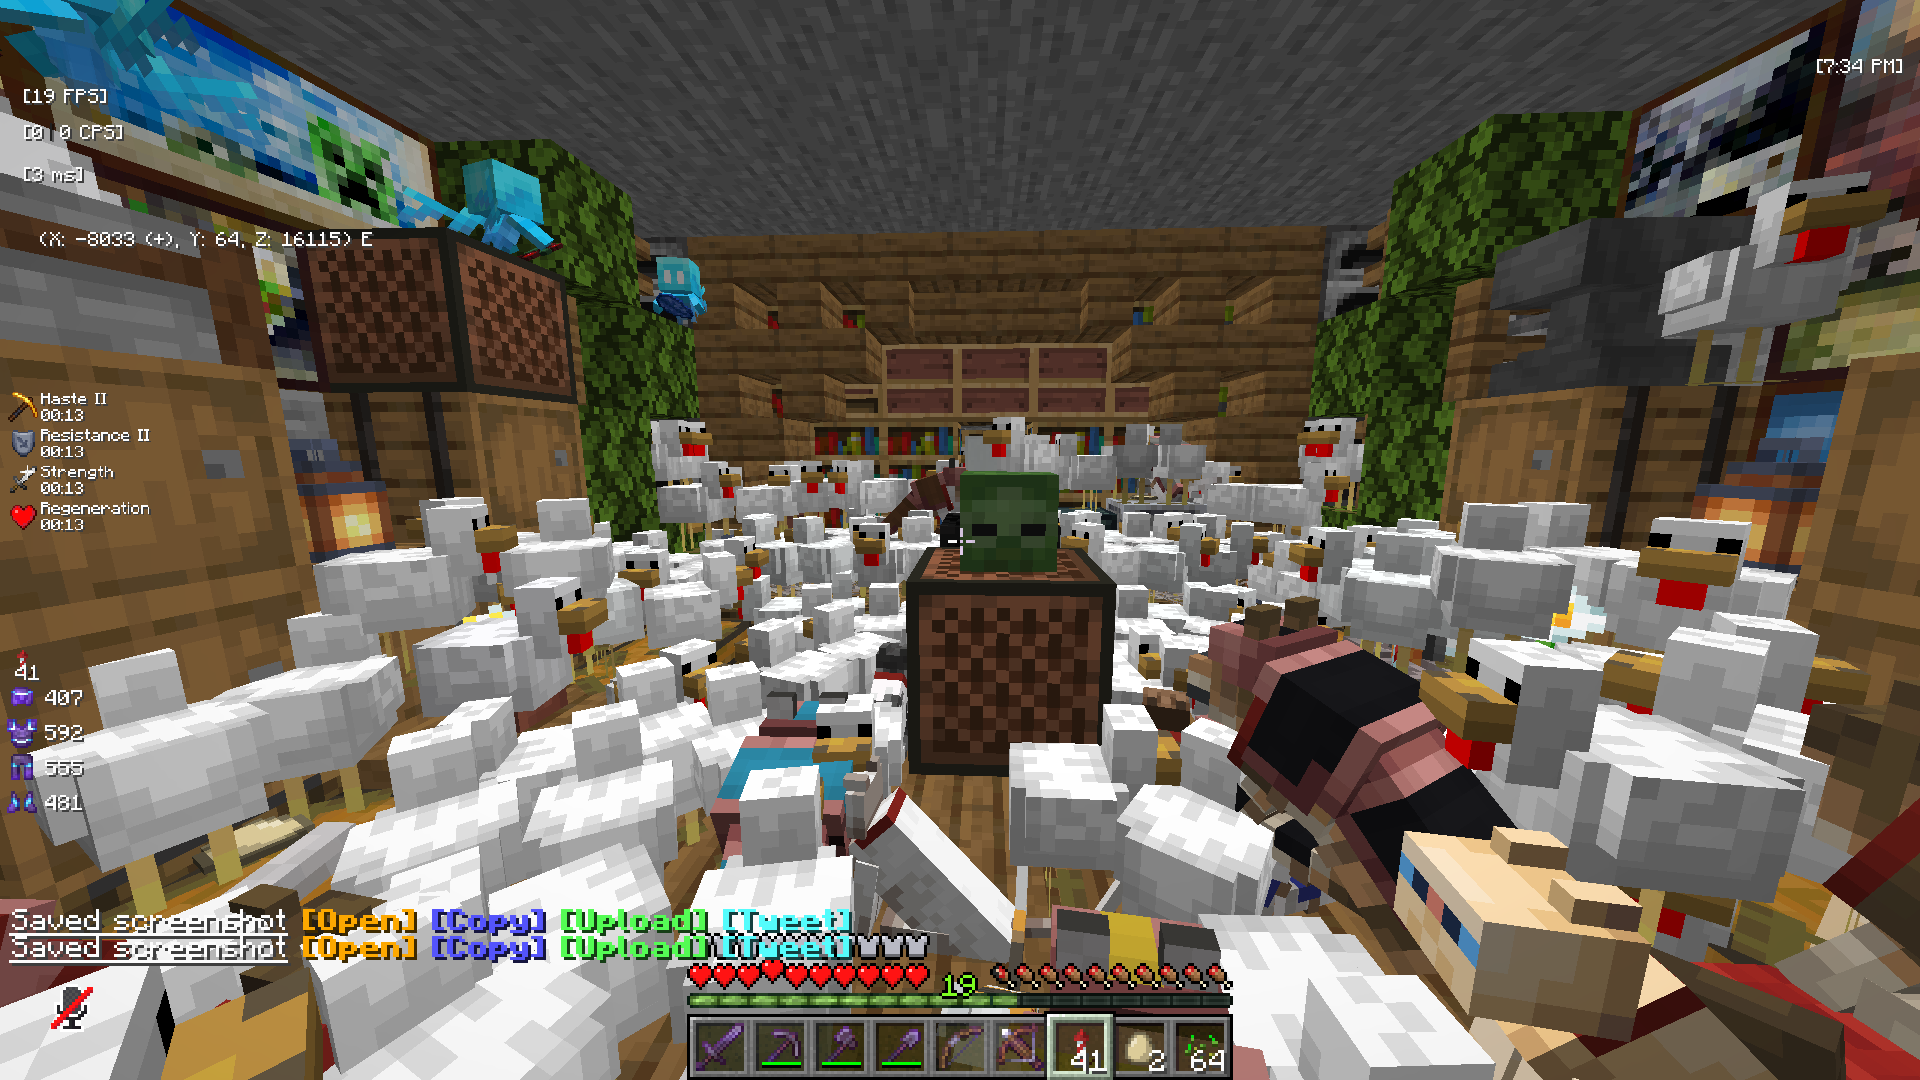 [7:34 PM]
[19 FPS]
[0 0 CPS]
[3 ms]
(X: -8033 (+), Y: 64, Z: 16115) E
Haste II
00:13
Resistance II
00:13
Strength
00:13
Regeneration
00:13
41
407
592
555
481
Saved screenshot [Open] [Copy] [Upload] [Tweet]
Saved screenshot [Open] [Copy] [Upload] [Tweet]
19
41 2 64